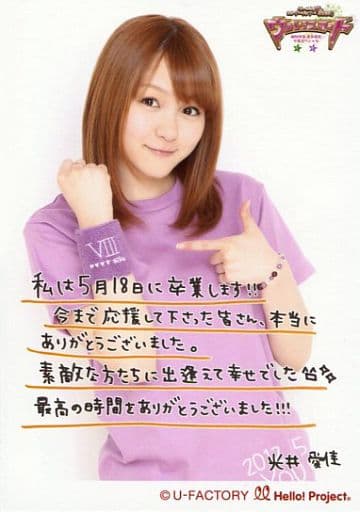 VIII
私は5月18日に卒業します!!
今まで応援して下さった皆さん、本当に
ありがとうございました。
素敵な方たちに出逢えて幸せでした
最高の時間をありがとうございました!!!
2012.5
光井 愛佳
©U-FACTORY Hello! Project®